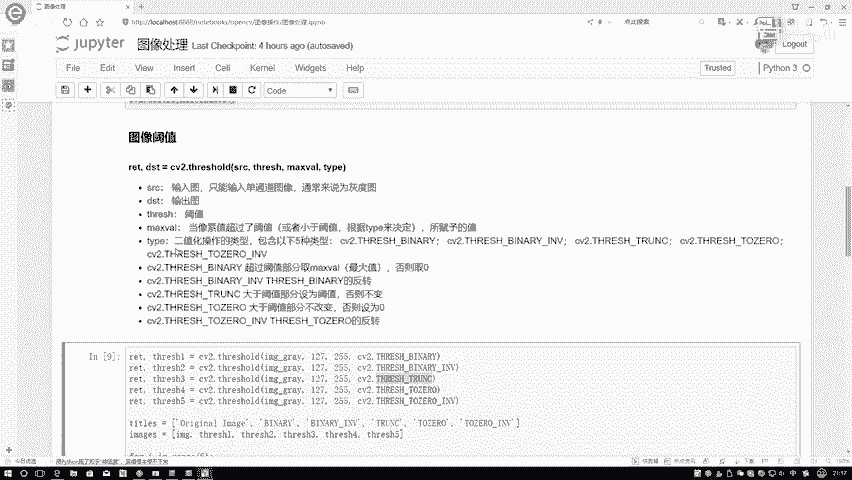 图像处理
http://localhost:8888/notebooks/opencv/图像操作/图像处理.ipynb
点此搜索
jupyter 图像处理 Last Checkpoint: 4 hours ago (autosaved)
Logout
File Edit View Insert Cell Kernel Widgets Help
Trusted
Python 3
Code
图像阈值
ret, dst = cv2.threshold(src, thresh, maxval, type)
src: 输入图，只能输入单通道图像，通常来说为灰度图
dst: 输出图
thresh: 阈值
maxval: 当像素值超过了阈值（或者小于阈值，根据type来决定），所赋予的值
type: 二值化操作的类型，包含以下5种类型: cv2.THRESH_BINARY; cv2.THRESH_BINARY_INV; cv2.THRESH_TRUNC; cv2.THRESH_TOZERO;
cv2.THRESH_TOZERO_INV
cv2.THRESH_BINARY 超过阈值部分取maxval（最大值），否则取0
cv2.THRESH_BINARY_INV THRESH_BINARY的反转
cv2.THRESH_TRUNC 大于阈值部分设为阈值，否则不变
cv2.THRESH_TOZERO 大于阈值部分不改变，否则设为0
cv2.THRESH_TOZERO_INV THRESH_TOZERO的反转
In [9]:
ret, thresh1 = cv2.threshold(img_gray, 127, 255, cv2.THRESH_BINARY)
ret, thresh2 = cv2.threshold(img_gray, 127, 255, cv2.THRESH_BINARY_INV)
ret, thresh3 = cv2.threshold(img_gray, 127, 255, cv2.THRESH_TRUNC)
ret, thresh4 = cv2.threshold(img_gray, 127, 255, cv2.THRESH_TOZERO)
ret, thresh5 = cv2.threshold(img_gray, 127, 255, cv2.THRESH_TOZERO_INV)
titles = ['Original Image', 'BINARY', 'BINARY_INV', 'TRUNC', 'TOZERO', 'TOZERO_INV']
images = [img, thresh1, thresh2, thresh3, thresh4, thresh5]
21:17